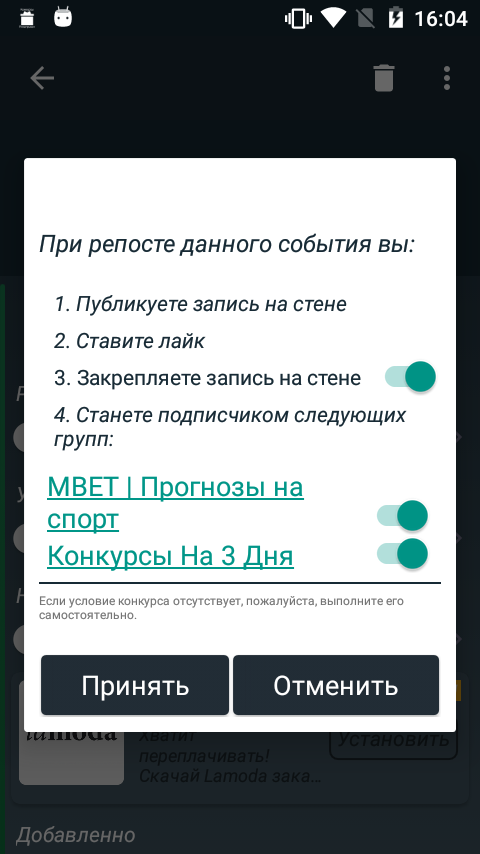 16:04
При репосте данного события вы:
1. Публикуете запись на стене
2. Ставите лайк
3. Закрепляете запись на стене
4. Станете подписчиком следующих
групп:
MBET | Прогнозы на
спорт
Конкурсы На 3 Дня
Если условие конкурса отсутствует, пожалуйста, выполните его
самостоятельно.
Принять Отменить
lamoda
Хватит
переплачивать!
Скачай Lamoda зака...
Установить
Добавленно